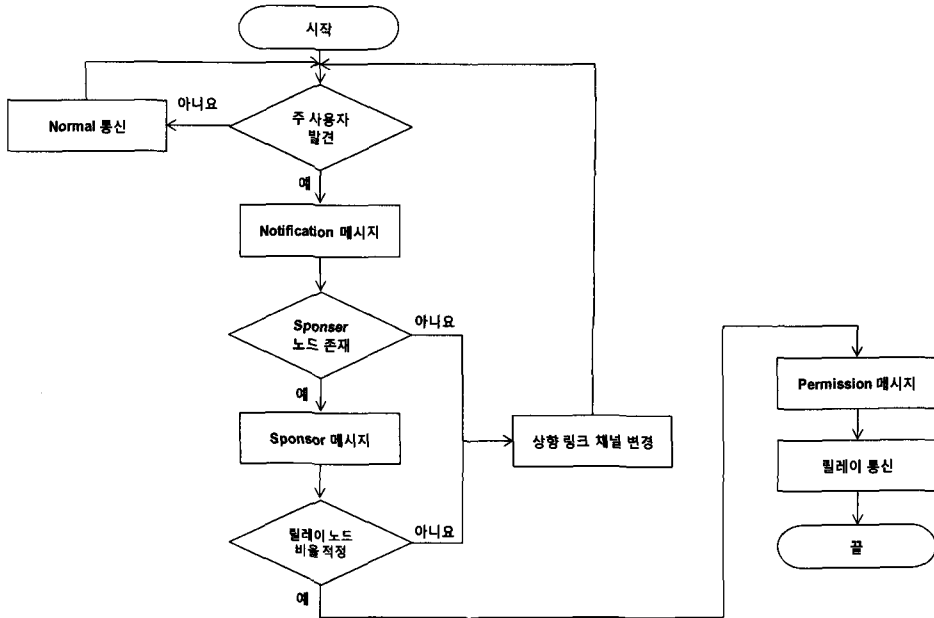 시작
아니요
주 사용자
발견
Normal 통신
예
Notification 메시지
Sponser
노드 존재
아니요
예
Sponsor 메시지
상향 링크 채널 변경
릴레이 노드
비율 적정
아니요
예
Permission 메시지
릴레이 통신
끝